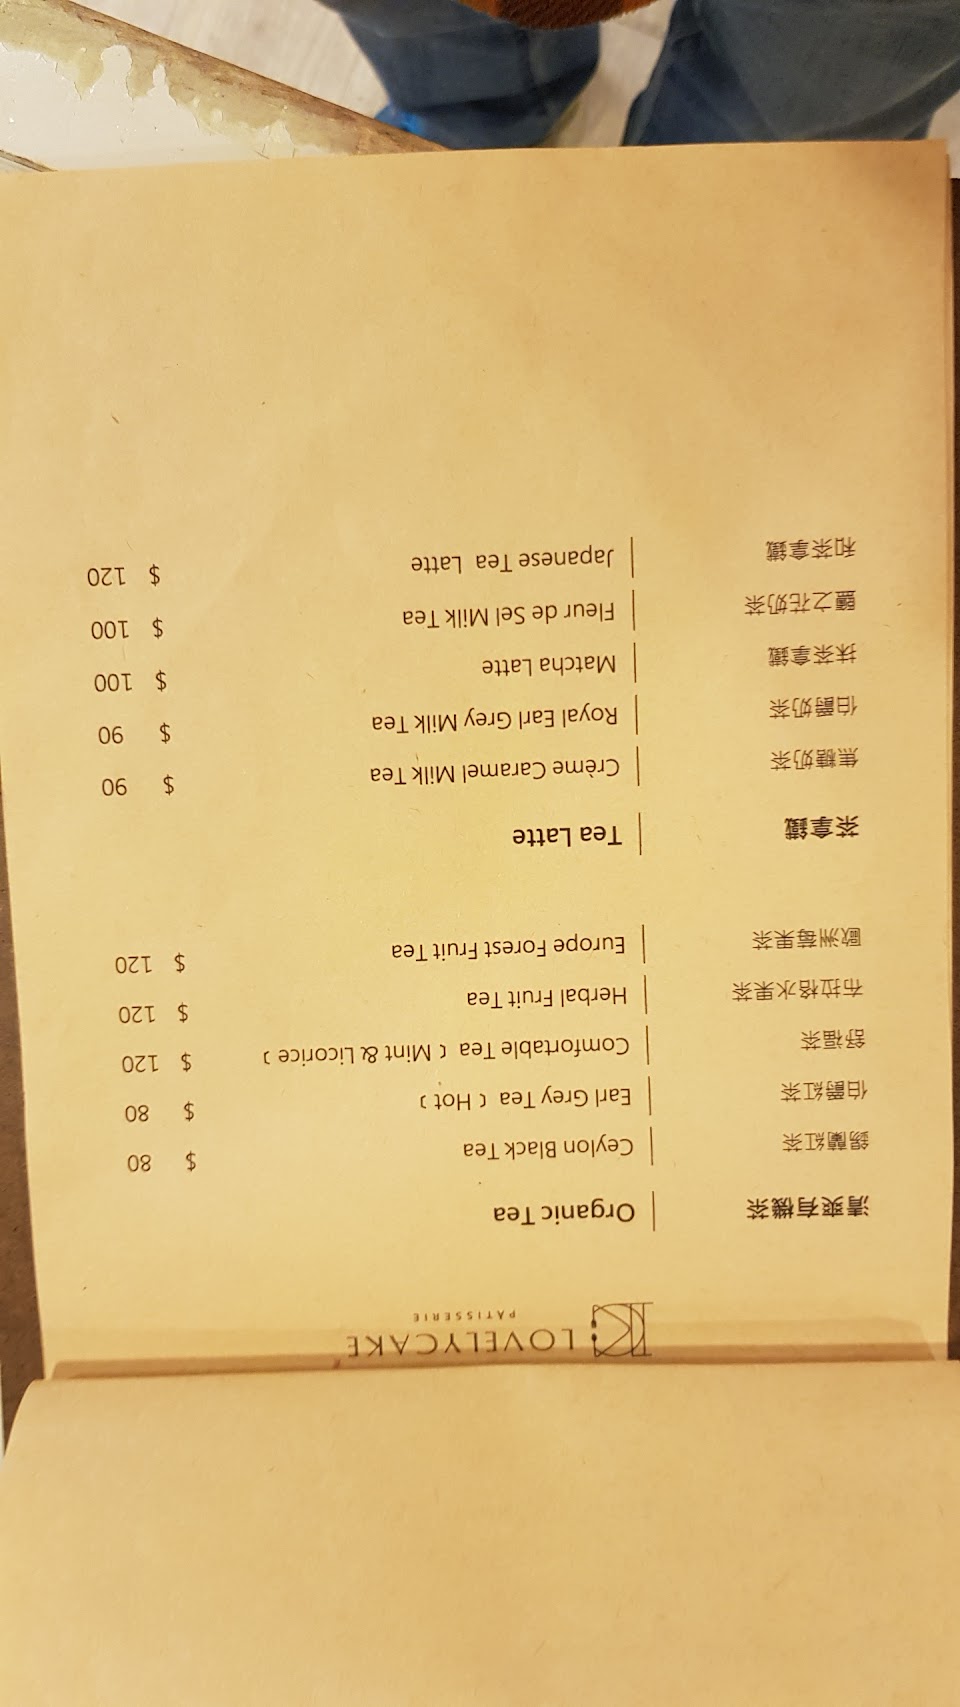 LOVELYCAKE
PÂTISSERIE
清爽有機茶 | Organic Tea
錫蘭紅茶 | Ceylon Black Tea $ 80
伯爵紅茶 | Earl Grey Tea ( Hot ) $ 80
舒福茶 | Comfortable Tea ( Mint & Licorice ) $ 120
布拉格水果茶 | Herbal Fruit Tea $ 120
歐洲莓果茶 | Europe Forest Fruit Tea $ 120
茶拿鐵 | Tea Latte
焦糖奶茶 | Crème Caramel Milk Tea $ 90
伯爵奶茶 | Royal Earl Grey Milk Tea $ 90
抹茶拿鐵 | Matcha Latte $ 100
鹽之花奶茶 | Fleur de Sel Milk Tea $ 100
和茶拿鐵 | Japanese Tea Latte $ 120